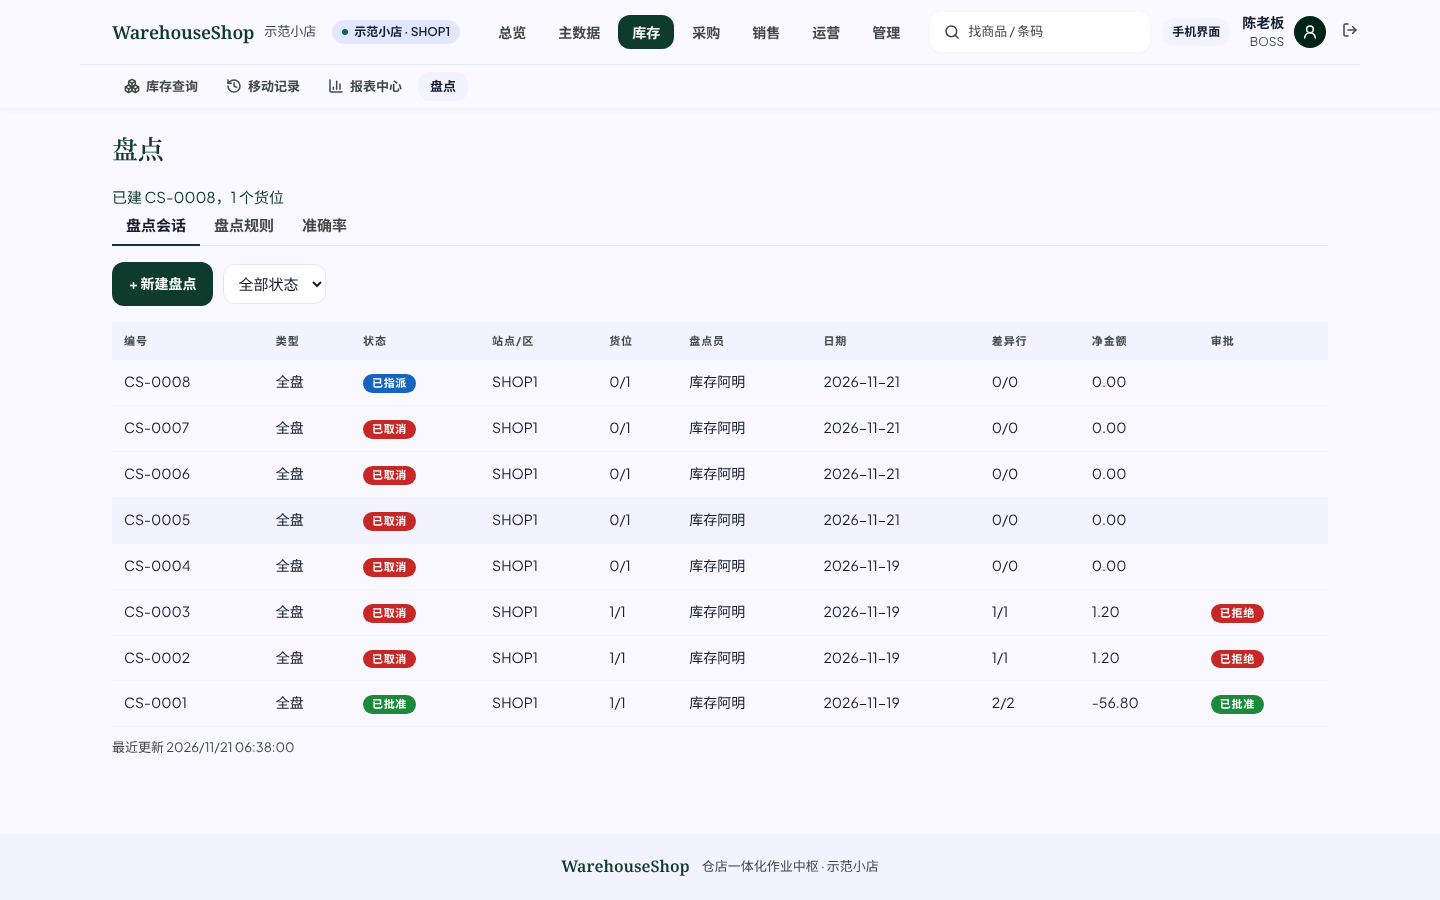 WarehouseShop 示范小店 示范小店 · SHOP1 总览 主数据 库存 采购 销售 运营 管理 找商品 / 条码 手机界面 陈老板
BOSS
库存查询 移动记录 报表中心 盘点
盘点
已建 CS-0008，1 个货位
盘点会话 盘点规则 准确率
+ 新建盘点 全部状态
编号 类型 状态 站点/区 货位 盘点员 日期 差异行 净金额 审批
CS-0008 全盘 已指派 SHOP1 0/1 库存阿明 2026-11-21 0/0 0.00
CS-0007 全盘 已取消 SHOP1 0/1 库存阿明 2026-11-21 0/0 0.00
CS-0006 全盘 已取消 SHOP1 0/1 库存阿明 2026-11-21 0/0 0.00
CS-0005 全盘 已取消 SHOP1 0/1 库存阿明 2026-11-21 0/0 0.00
CS-0004 全盘 已取消 SHOP1 0/1 库存阿明 2026-11-19 0/0 0.00
CS-0003 全盘 已取消 SHOP1 1/1 库存阿明 2026-11-19 1/1 1.20 已拒绝
CS-0002 全盘 已取消 SHOP1 1/1 库存阿明 2026-11-19 1/1 1.20 已拒绝
CS-0001 全盘 已批准 SHOP1 1/1 库存阿明 2026-11-19 2/2 -56.80 已批准
最近更新 2026/11/21 06:38:00
WarehouseShop 仓店一体化作业中枢 · 示范小店